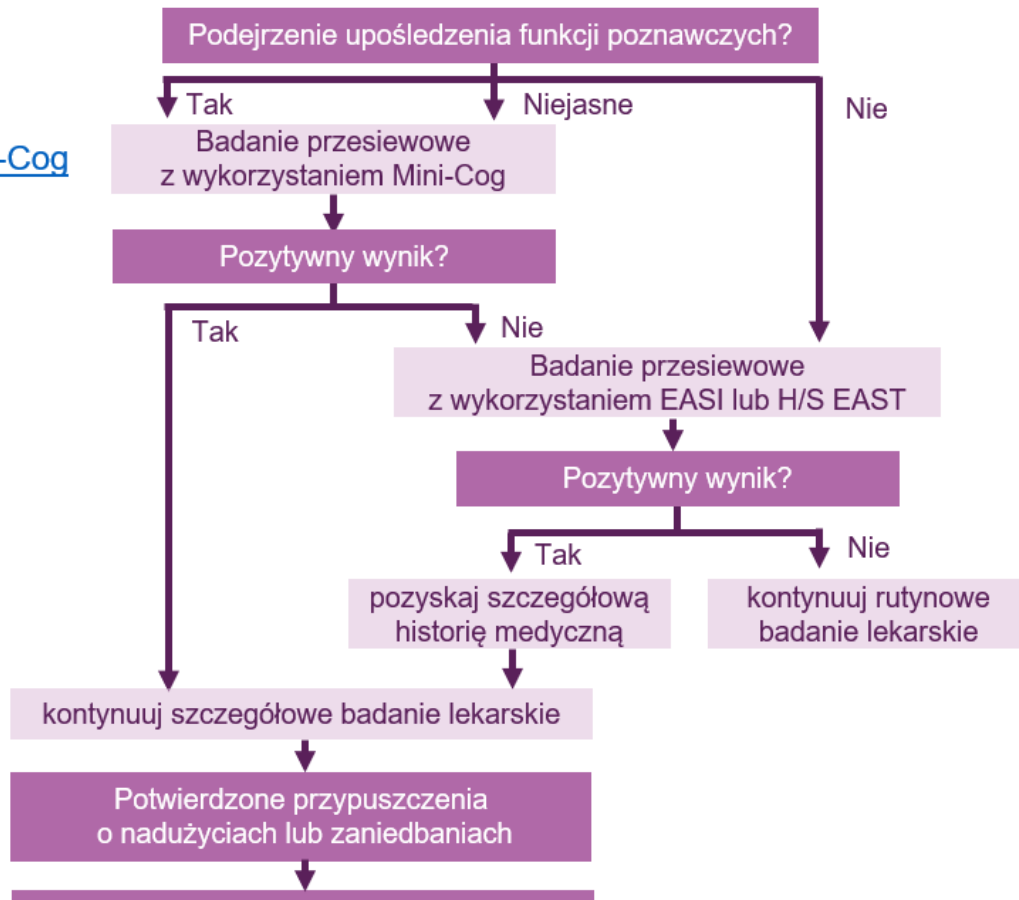 Podejrzenie upośledzenia funkcji poznawczych?
Tak
Niejasne
Nie
-Cog
Badanie przesiewowe
z wykorzystaniem Mini-Cog
Pozytywny wynik?
Tak
Nie
Badanie przesiewowe
z wykorzystaniem EASI lub H/S EAST
Pozytywny wynik?
Tak
Nie
pozyskaj szczegółową
historię medyczną
kontynuuj rutynowe
badanie lekarskie
kontynuuj szczegółowe badanie lekarskie
Potwierdzone przypuszczenia
o nadużyciach lub zaniedbaniach